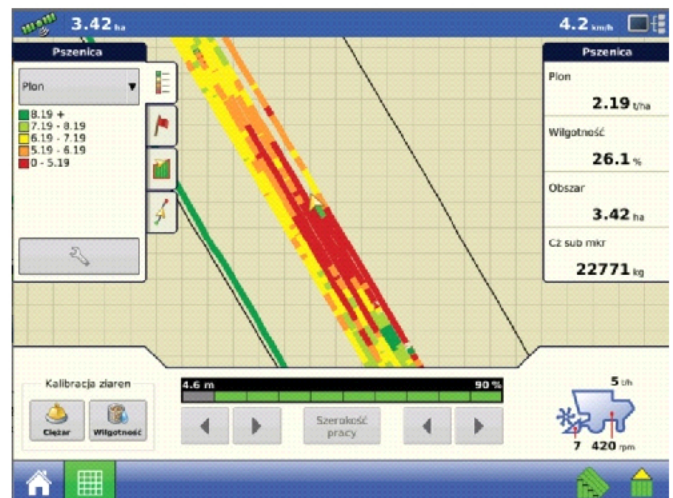 3.42 ha
4.2 km/h
Pszenica
Plon
8.19 +
7.19 - 8.19
6.19 - 7.19
5.19 - 6.19
0 - 5.19
Pszenica
Plon
2.19 t/ha
Wilgotność
26.1 %
Obszar
3.42 ha
Cż sub mkr
22771 kg
Kalibracja ziaren
Ciężar
Wilgotność
4.6 m
90 %
Szerokość
pracy
5 t/h
7
420 rpm